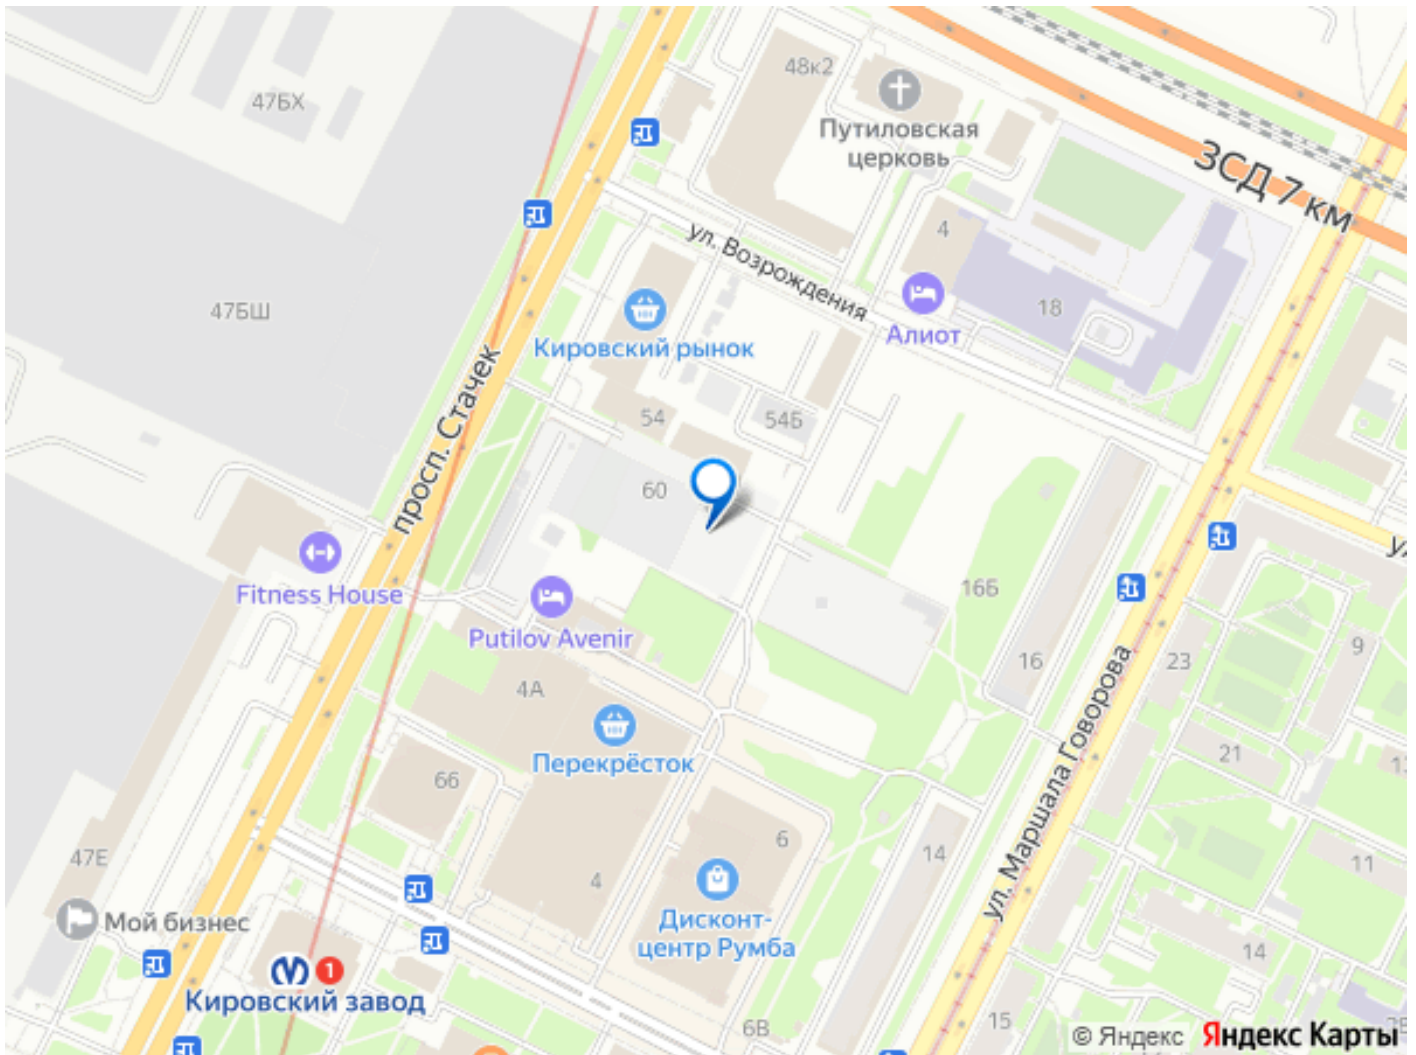 48к2
47БХ
Путиловская
церковь
ЗСД 7 км
4
ул. Возрождения
18
47БШ
Алиот
Кировский рынок
просп. Стачек
54
54Б
60
Fitness House
16Б
Putilov Avenir
16
23
9
4А
ул. Маршала Говорова
Перекрёсток
21
66
6
14
47Е
11
4
Дисконт-
центр Румба
Мой бизнес
14
1
Кировский завод
15
6В
© Яндекс
Яндекс Карты